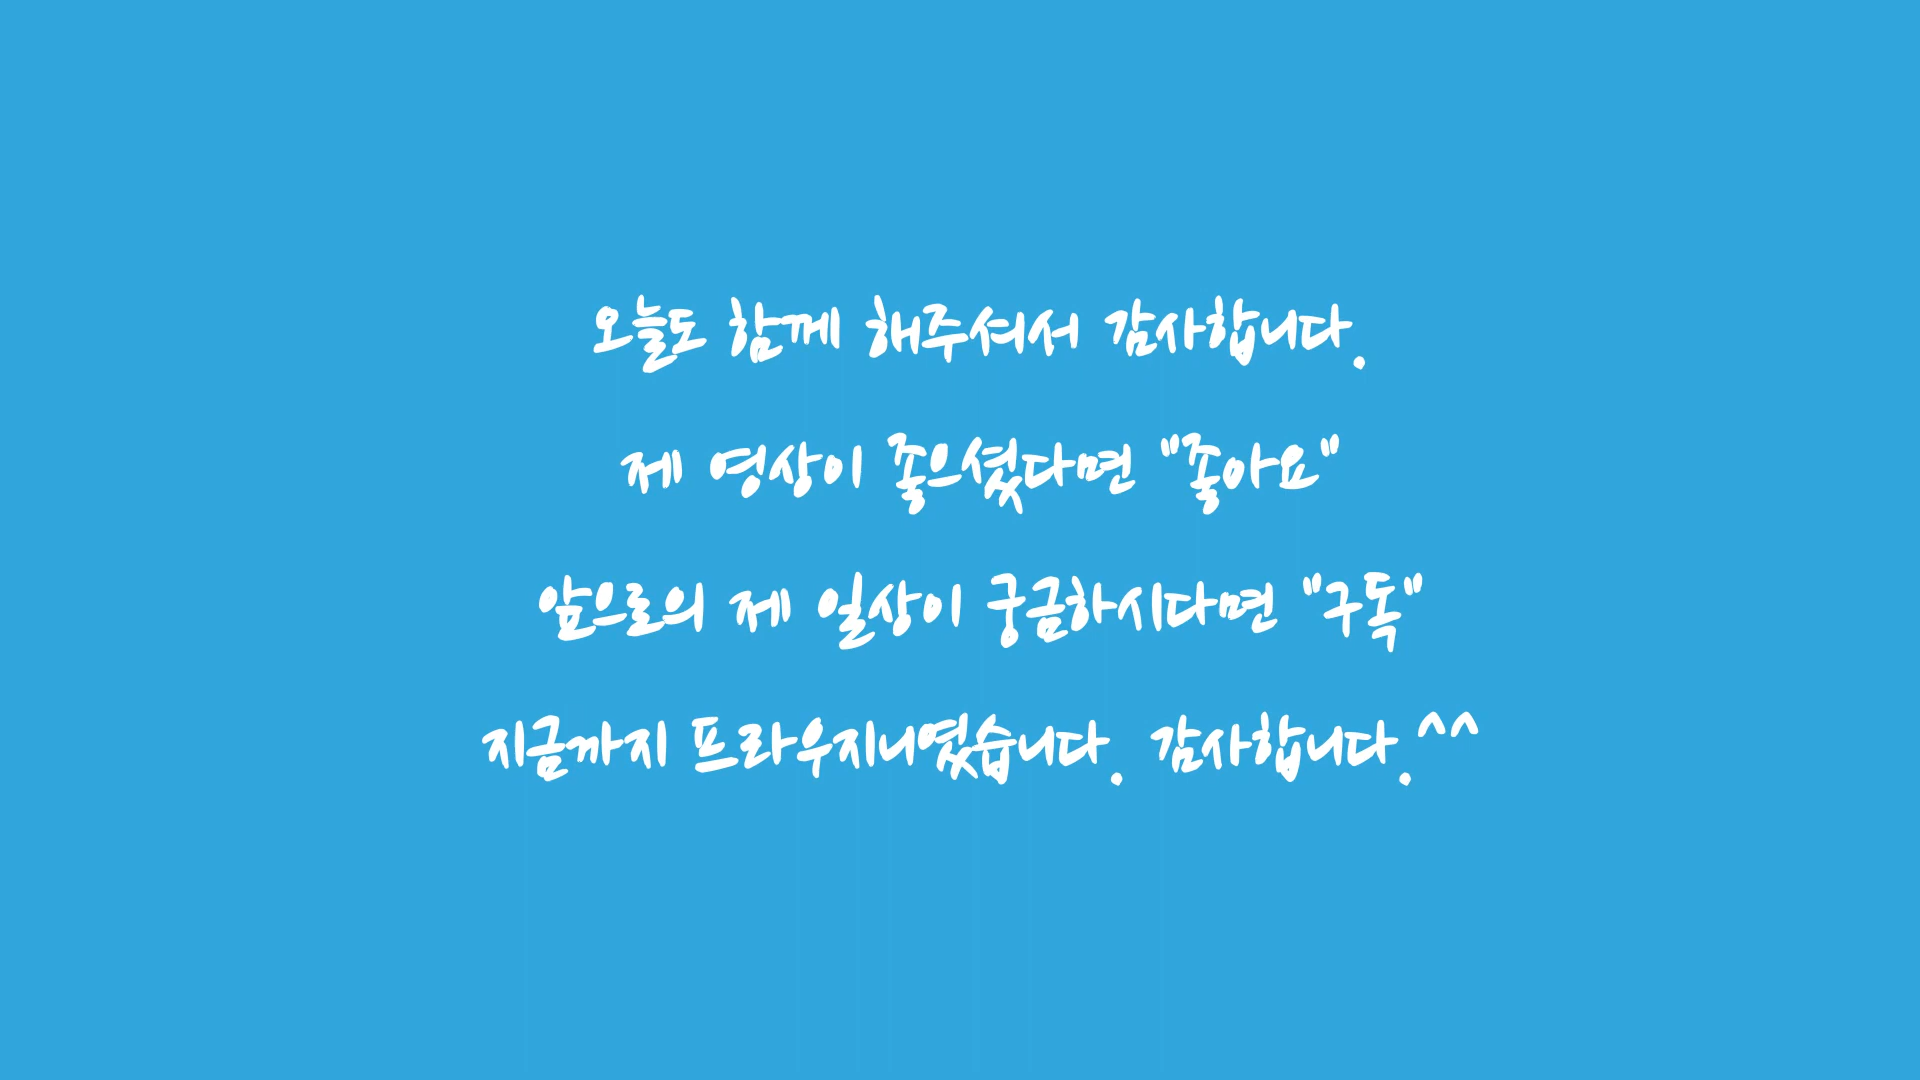 오늘도 함께 해주셔서 감사합니다.
제 영상이 좋으셨다면 "좋아요"
앞으로의 제 일상이 궁금하시다면 "구독"
지금까지 프라우지니였습니다. 감사합니다.^^